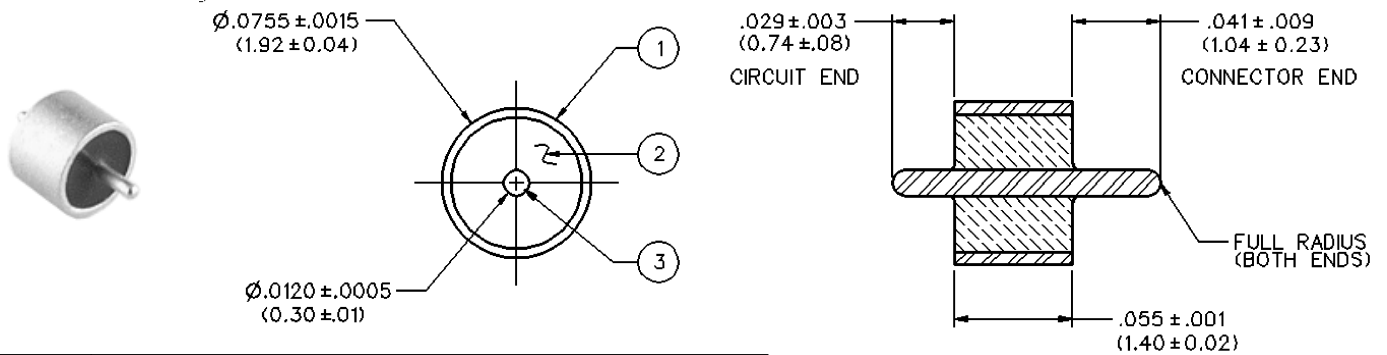 Ø.0755±.0015
(1.92±0.04)
1
2
3
Ø.0120±.0005
(0.30±.01)
.029±.003
(0.74±.08)
CIRCUIT END
.041±.009
(1.04±0.23)
CONNECTOR END
FULL RADIUS
(BOTH ENDS)
.055±.001
(1.40±0.02)